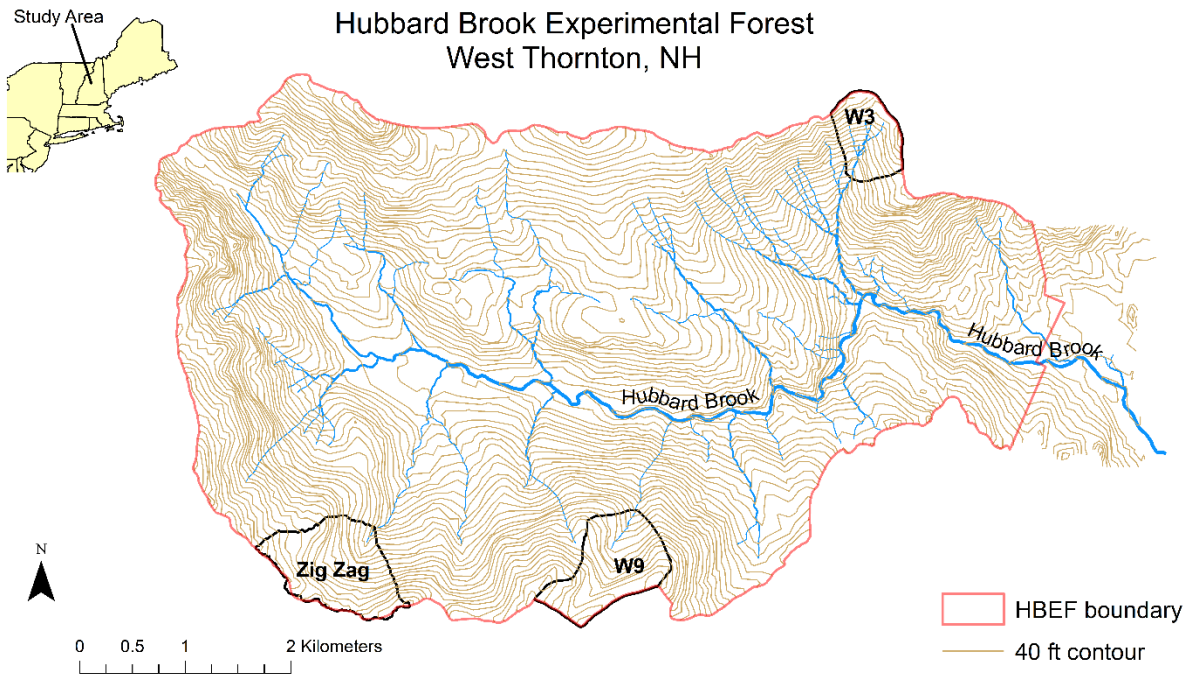 Study Area
Hubbard Brook Experimental Forest
West Thornton, NH
W3
Hubbard Brook
Hubbard Brook
Zig Zag
W9
N
0 0.5 1 2 Kilometers
HBEF boundary
40 ft contour